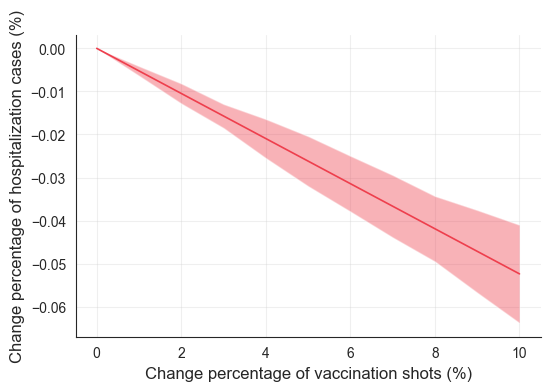 Change percentage of hospitalization cases (%)
0.00
−0.01
−0.02
−0.03
−0.04
−0.05
−0.06
0 2 4 6 8 10
Change percentage of vaccination shots (%)